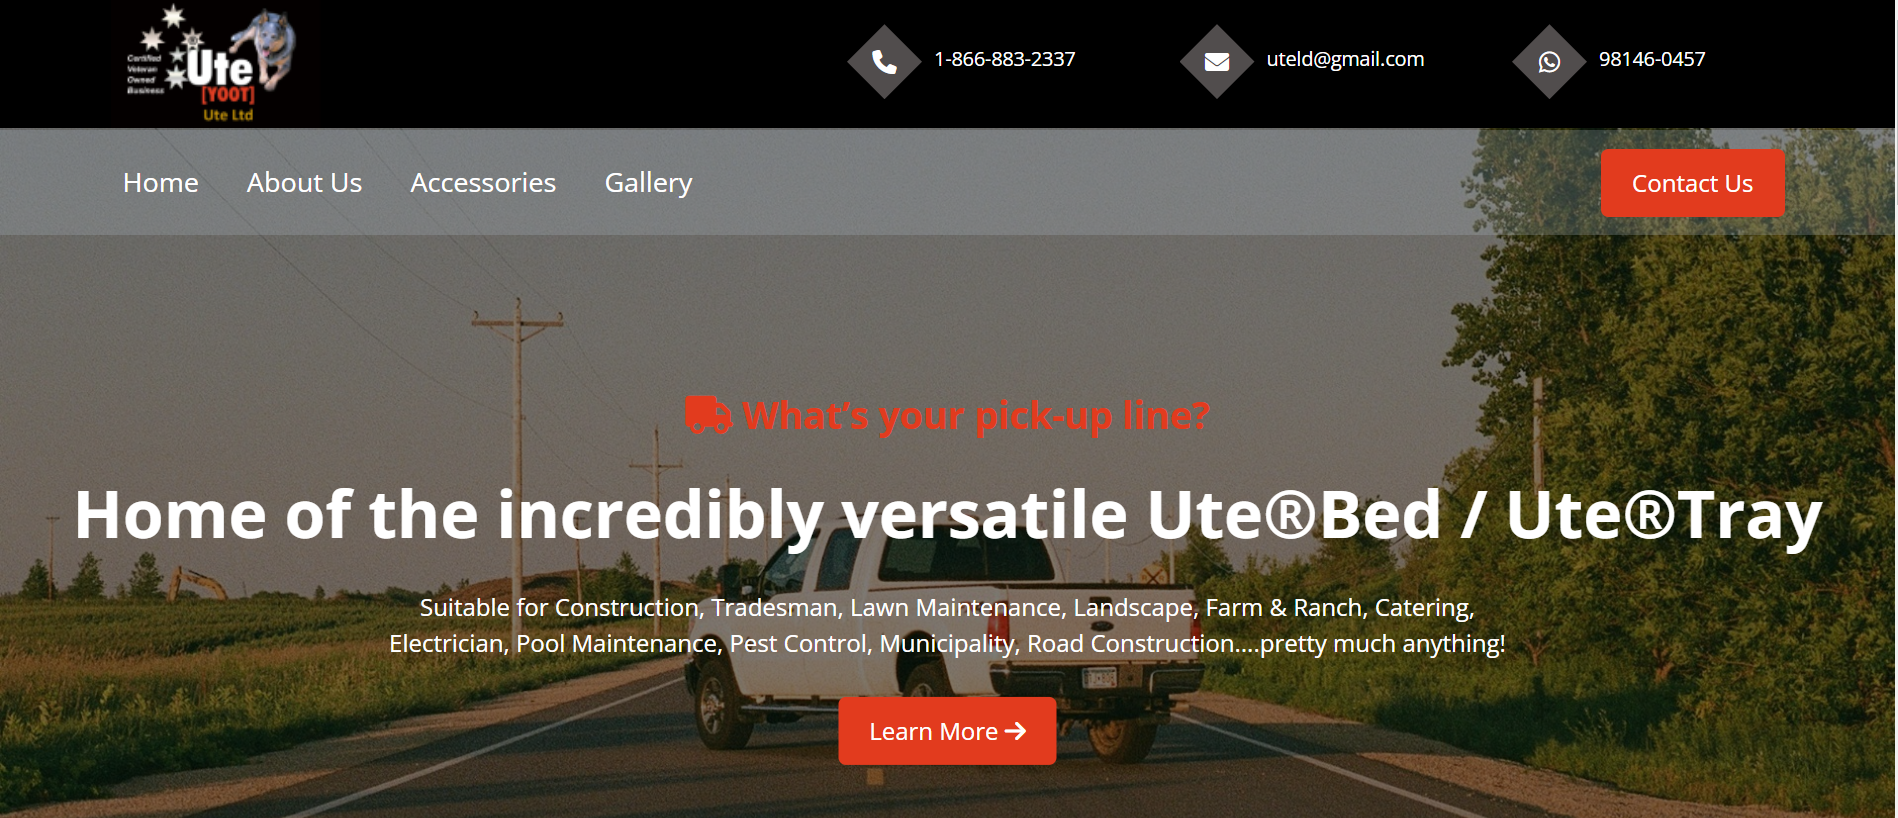 Certified
Veteran
Owned
Business
®
Ute
[YOOT]
Ute Ltd
1-866-883-2337
uteld@gmail.com
98146-0457
Home
About Us
Accessories
Gallery
Contact Us
What's your pick-up line?
Home of the incredibly versatile Ute®Bed / Ute®Tray
Suitable for Construction, Tradesman, Lawn Maintenance, Landscape, Farm & Ranch, Catering,
Electrician, Pool Maintenance, Pest Control, Municipality, Road Construction....pretty much anything!
Learn More